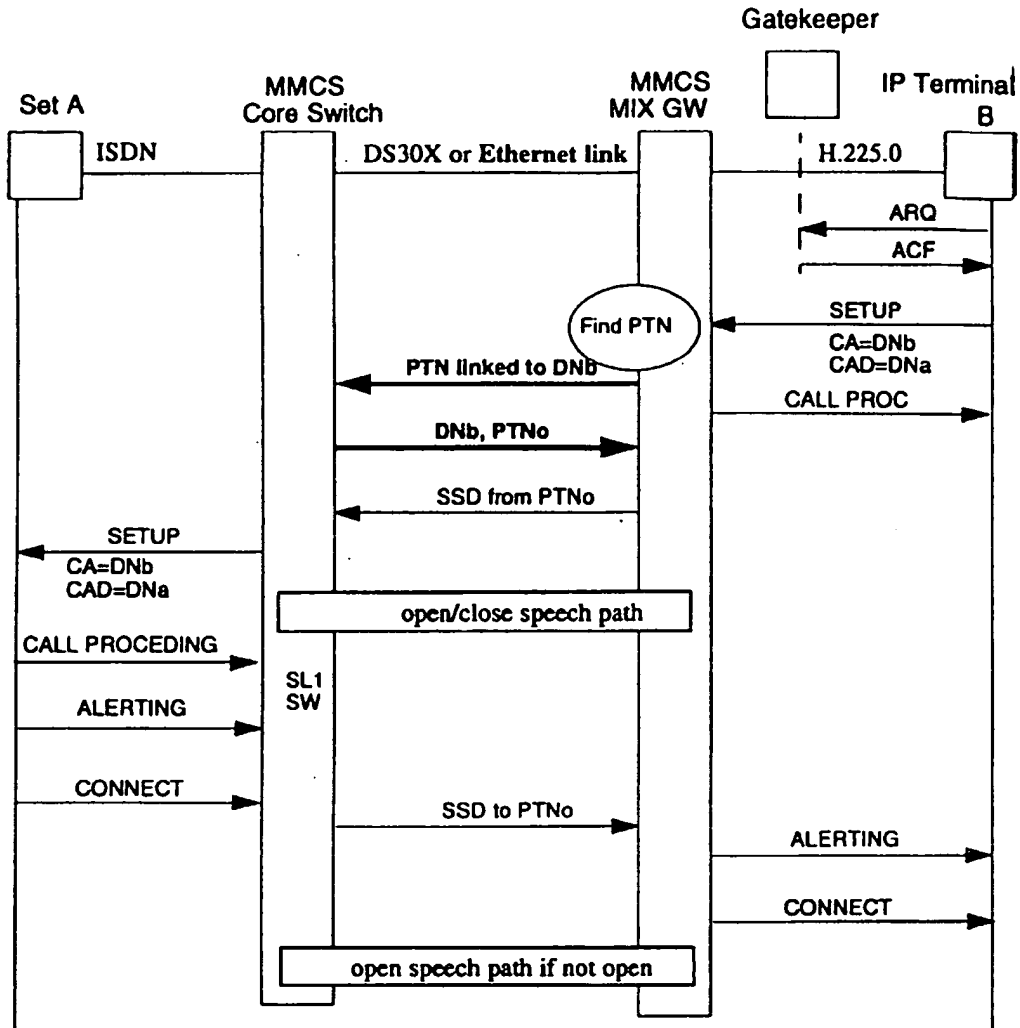 Gatekeeper
Set A
MMCS
Core Switch
MMCS
MIX GW
IP Terminal
B
ISDN
DS30X or Ethernet link
H.225.0
ARQ
ACF
Find PTN
SETUP
CA=DNb
CAD=DNa
PTN linked to DNb
CALL PROC
DNb, PTNo
SSD from PTNo
SETUP
CA=DNb
CAD=DNa
open/close speech path
CALL PROCEDING
SL1
SW
ALERTING
CONNECT
SSD to PTNo
ALERTING
CONNECT
open speech path if not open